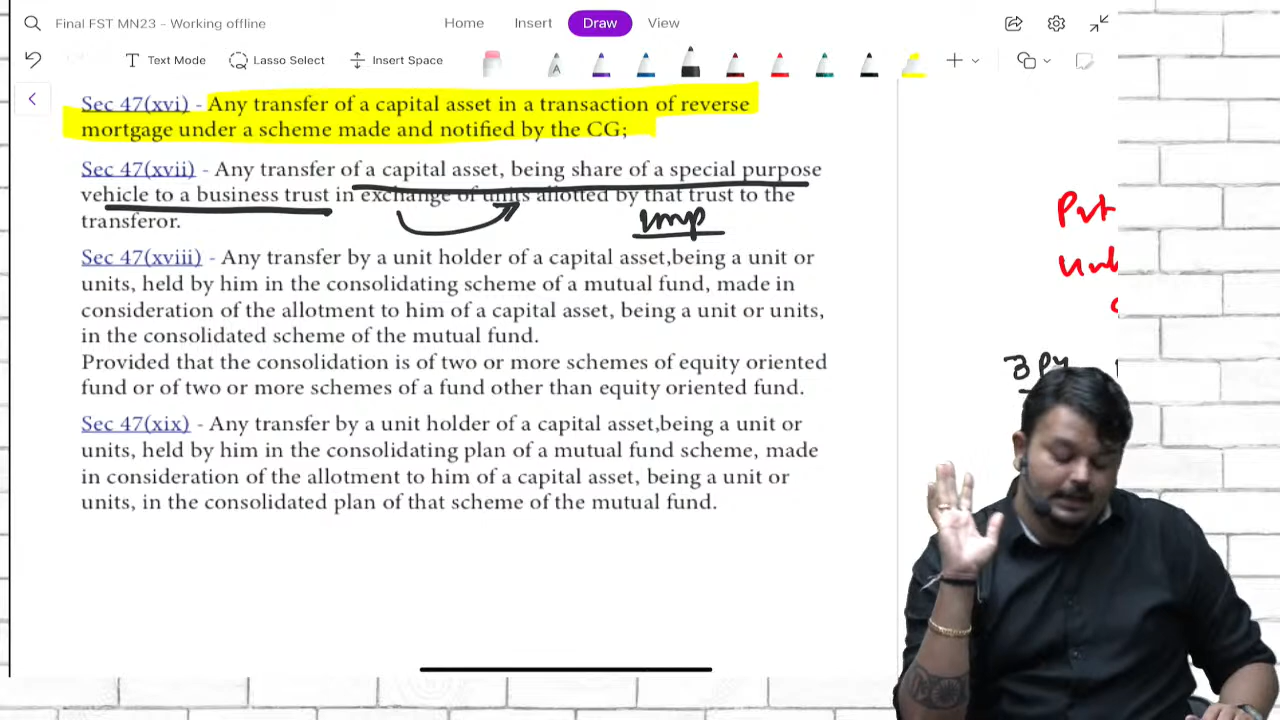 Final FST MN23 - Working offline
Home Insert Draw View
Text Mode Lasso Select Insert Space
A
Sec 47(xvi) - Any transfer of a capital asset in a transaction of reverse
mortgage under a scheme made and notified by the CG;
Sec 47(xvii) - Any transfer of a capital asset, being share of a special purpose
vehicle to a business trust in exchange of units allotted by that trust to the
transferor.
Imp
Sec 47(xviii) - Any transfer by a unit holder of a capital asset,being a unit or
units, held by him in the consolidating scheme of a mutual fund, made in
consideration of the allotment to him of a capital asset, being a unit or units,
in the consolidated scheme of the mutual fund.
Provided that the consolidation is of two or more schemes of equity oriented
fund or of two or more schemes of a fund other than equity oriented fund.
Sec 47(xix) - Any transfer by a unit holder of a capital asset,being a unit or
units, held by him in the consolidating plan of a mutual fund scheme, made
in consideration of the allotment to him of a capital asset, being a unit or
units, in the consolidated plan of that scheme of the mutual fund.
3 PY